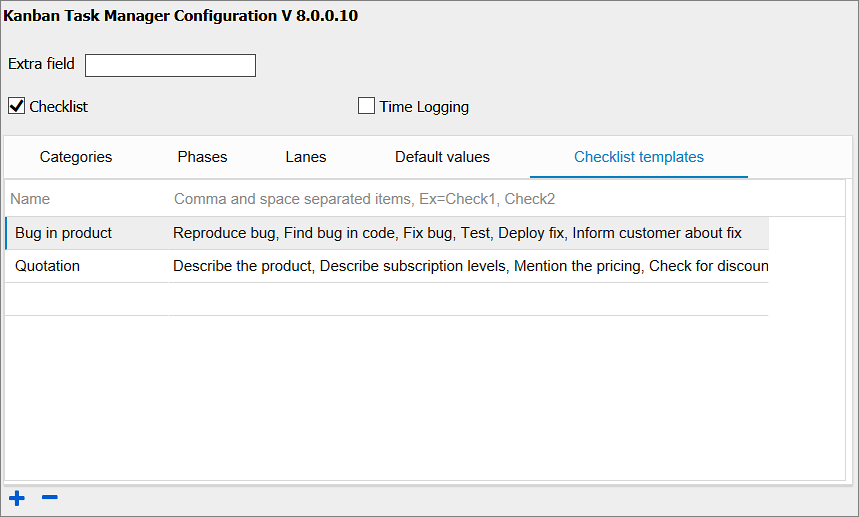 Kanban Task Manager Configuration V 8.0.0.10
Extra field
Checklist Time Logging
Categories Phases Lanes Default values Checklist templates
Name Comma and space separated items, Ex=Check1, Check2
Bug in product Reproduce bug, Find bug in code, Fix bug, Test, Deploy fix, Inform customer about fix
Quotation Describe the product, Describe subscription levels, Mention the pricing, Check for discoun